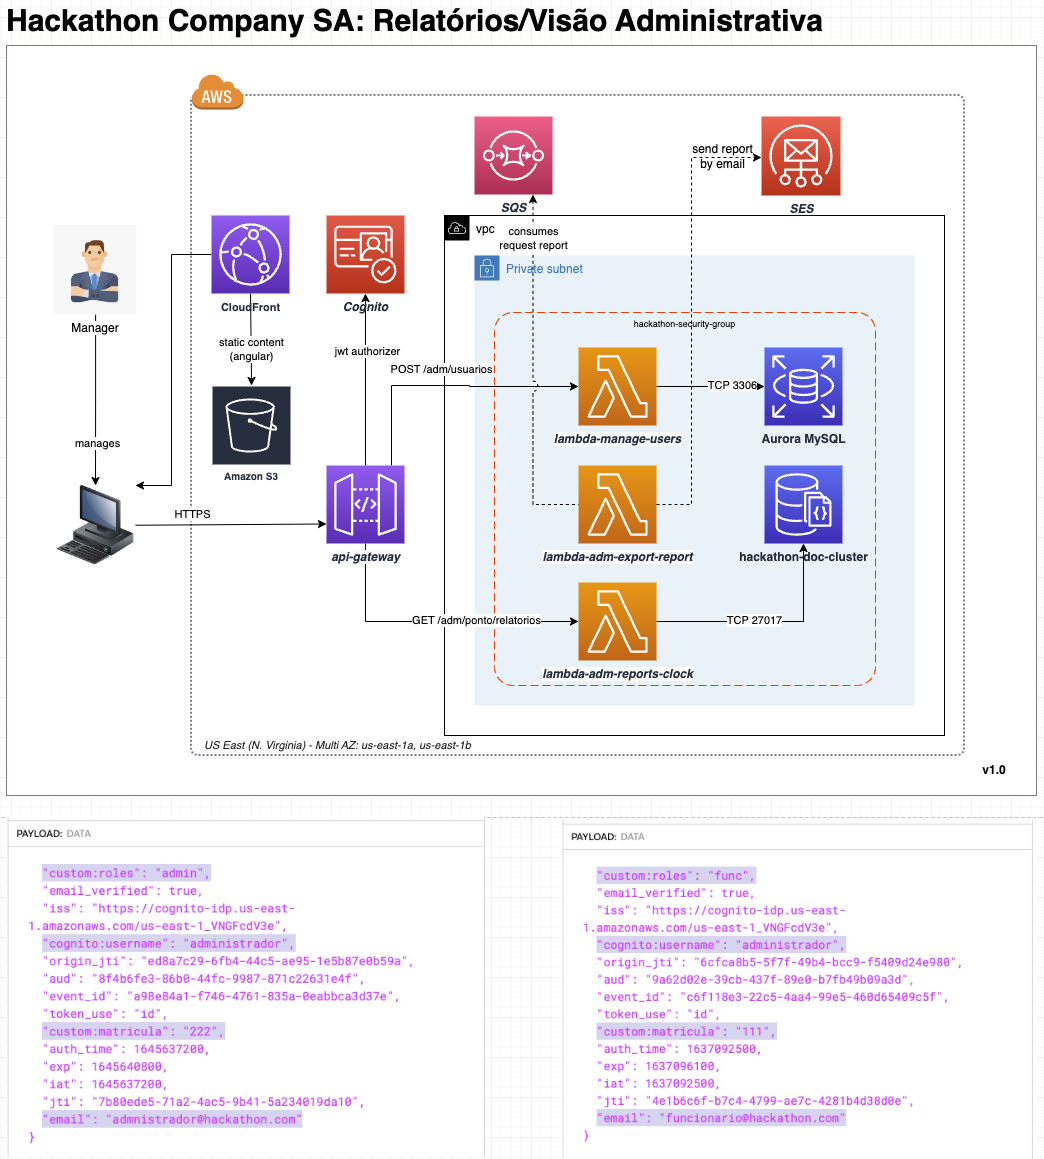 Hackathon Company SA: Relatórios/Visão Administrativa
AWS
SQS
send report
by email
SES
vpc
consumes
request report
Private subnet
Manager
CloudFront
Cognito
hackathon-security-group
static content
(angular)
jwt authorizer
POST /adm/usuarios
TCP 3306
lambda-manage-users
Aurora MySQL
manages
Amazon S3
HTTPS
api-gateway
lambda-adm-export-report
hackathon-doc-cluster
GET /adm/ponto/relatorios
TCP 27017
lambda-adm-reports-clock
US East (N. Virginia) - Multi AZ: us-east-1a, us-east-1b
v1.0
PAYLOAD: DATA
"custom:roles": "admin",
"email_verified": true,
"iss": "https://cognito-idp.us-east-
1.amazonaws.com/us-east-1_VNGFcdV3e",
"cognito:username": "administrador",
"origin_jti": "ed8a7c29-6fb4-44c5-ae95-1e5b87e0b59a",
"aud": "8f4b6fe3-86b0-44fc-9987-871c22631e4f",
"event_id": "a98e84a1-f746-4761-835a-0eabbca3d37e",
"token_use": "id",
"custom:matricula": "222",
"auth_time": 1645637200,
"exp": 1645640800,
"iat": 1645637200,
"jti": "7b80ede5-71a2-4ac5-9b41-5a234019da10",
"email": "admnistrador@hackathon.com"
}
PAYLOAD: DATA
"custom:roles": "func",
"email_verified": true,
"iss": "https://cognito-idp.us-east-
1.amazonaws.com/us-east-1_VNGFcdV3e",
"cognito:username": "administrador",
"origin_jti": "6cfca8b5-5f7f-49b4-bcc9-f5409d24e980",
"aud": "9a62d02e-39cb-437f-89e0-b7fb49b09a3d",
"event_id": "c6f118e3-22c5-4aa4-99e5-460d65409c5f",
"token_use": "id",
"custom:matricula": "111",
"auth_time": 1637092500,
"exp": 1637096100,
"iat": 1637092500,
"jti": "4e1b6c6f-b7c4-4799-ae7c-4281b4d38d0e",
"email": "funcionario@hackathon.com"
}